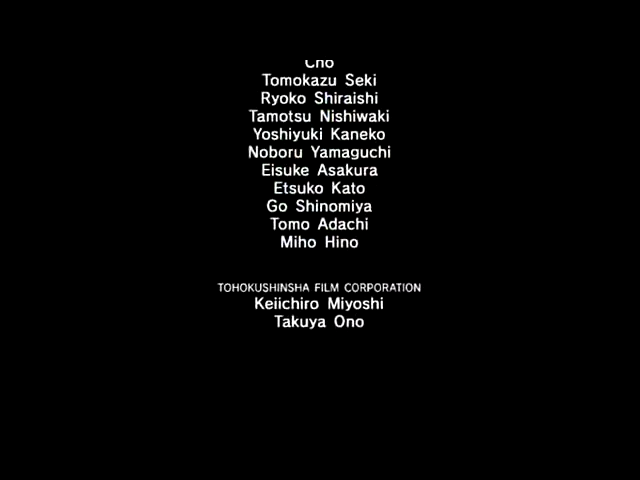 Cho
Tomokazu Seki
Ryoko Shiraishi
Tamotsu Nishiwaki
Yoshiyuki Kaneko
Noboru Yamaguchi
Eisuke Asakura
Etsuko Kato
Go Shinomiya
Tomo Adachi
Miho Hino
TOHOKUSHINSHA FILM CORPORATION
Keiichiro Miyoshi
Takuya Ono